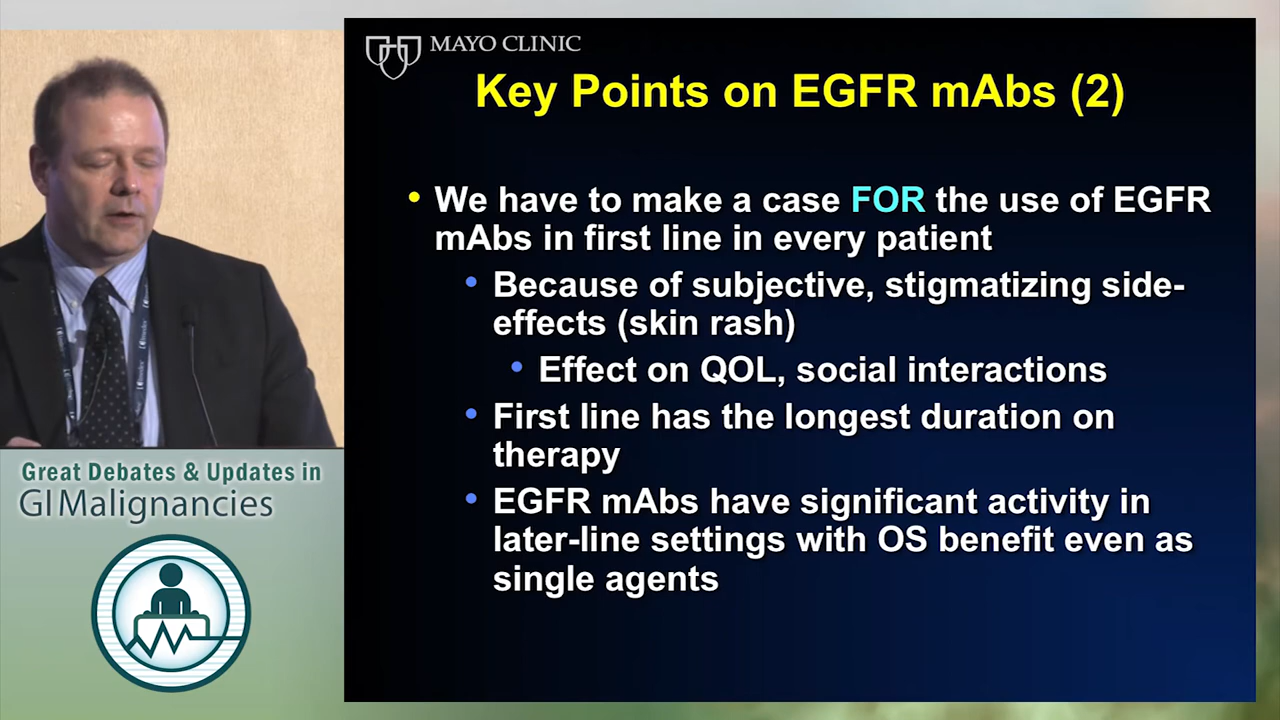 MAYO CLINIC
Key Points on EGFR mAbs (2)
We have to make a case FOR the use of EGFR
mAbs in first line in every patient
Because of subjective, stigmatizing side-
effects (skin rash)
Effect on QOL, social interactions
First line has the longest duration on
therapy
EGFR mAbs have significant activity in
later-line settings with OS benefit even as
single agents
Great Debates & Updates in
GI Malignancies